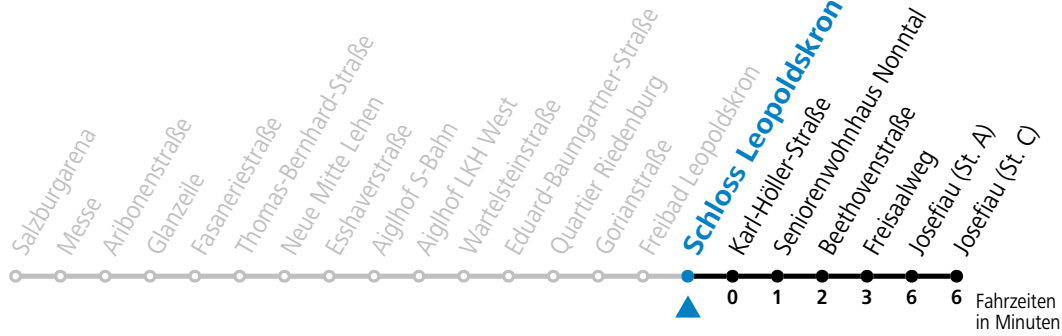 Salzburgarena
Messe
Aribonenstraße
Glanzeile
Fasaneriestraße
Thomas-Bernhard-Straße
Neue Mitte Lehen
Esshaverstraße
Aiglhof S-Bahn
Aiglhof LKH West
Wartelsteinstraße
Eduard-Baumgartner-Straße
Quartier Riedenburg
Gorianstraße
Freibad Leopoldskron
Schloss Leopoldskron
Karl-Höller-Straße
Seniorenwohnhaus Nonntal
Beethovenstraße
Freisaalweg
Josefiau (St. A)
Josefiau (St. C)
0 1 2 3 6 6
Fahrzeiten
in Minuten